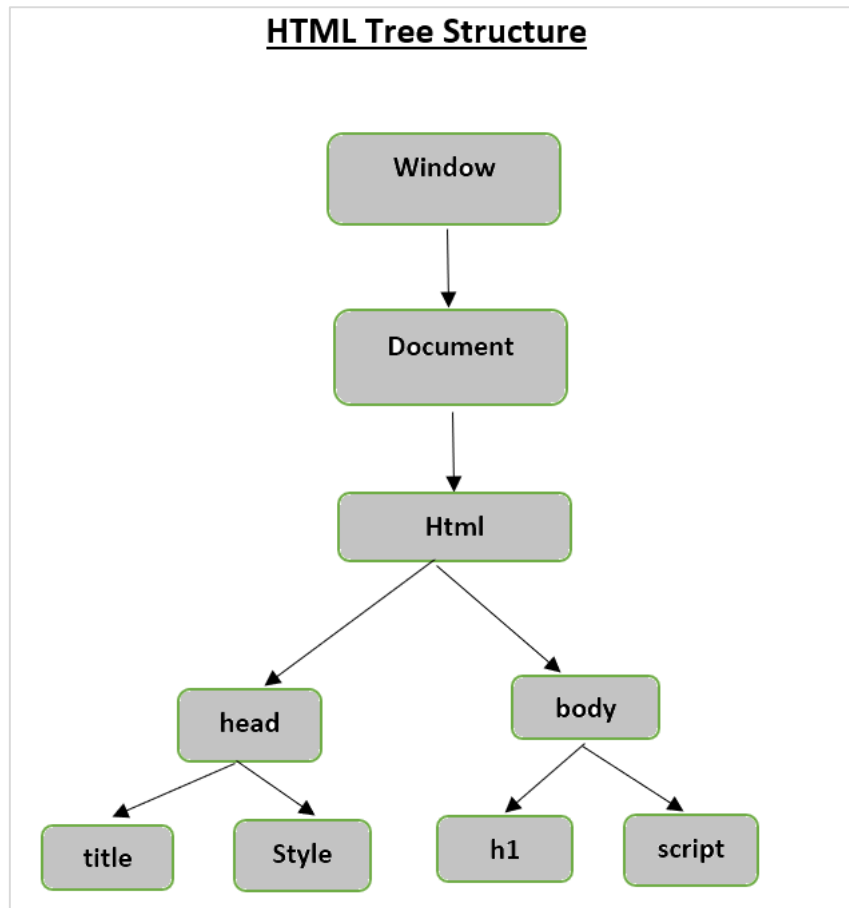 HTML Tree Structure
Window
Document
Html
head
body
title
Style
h1
script